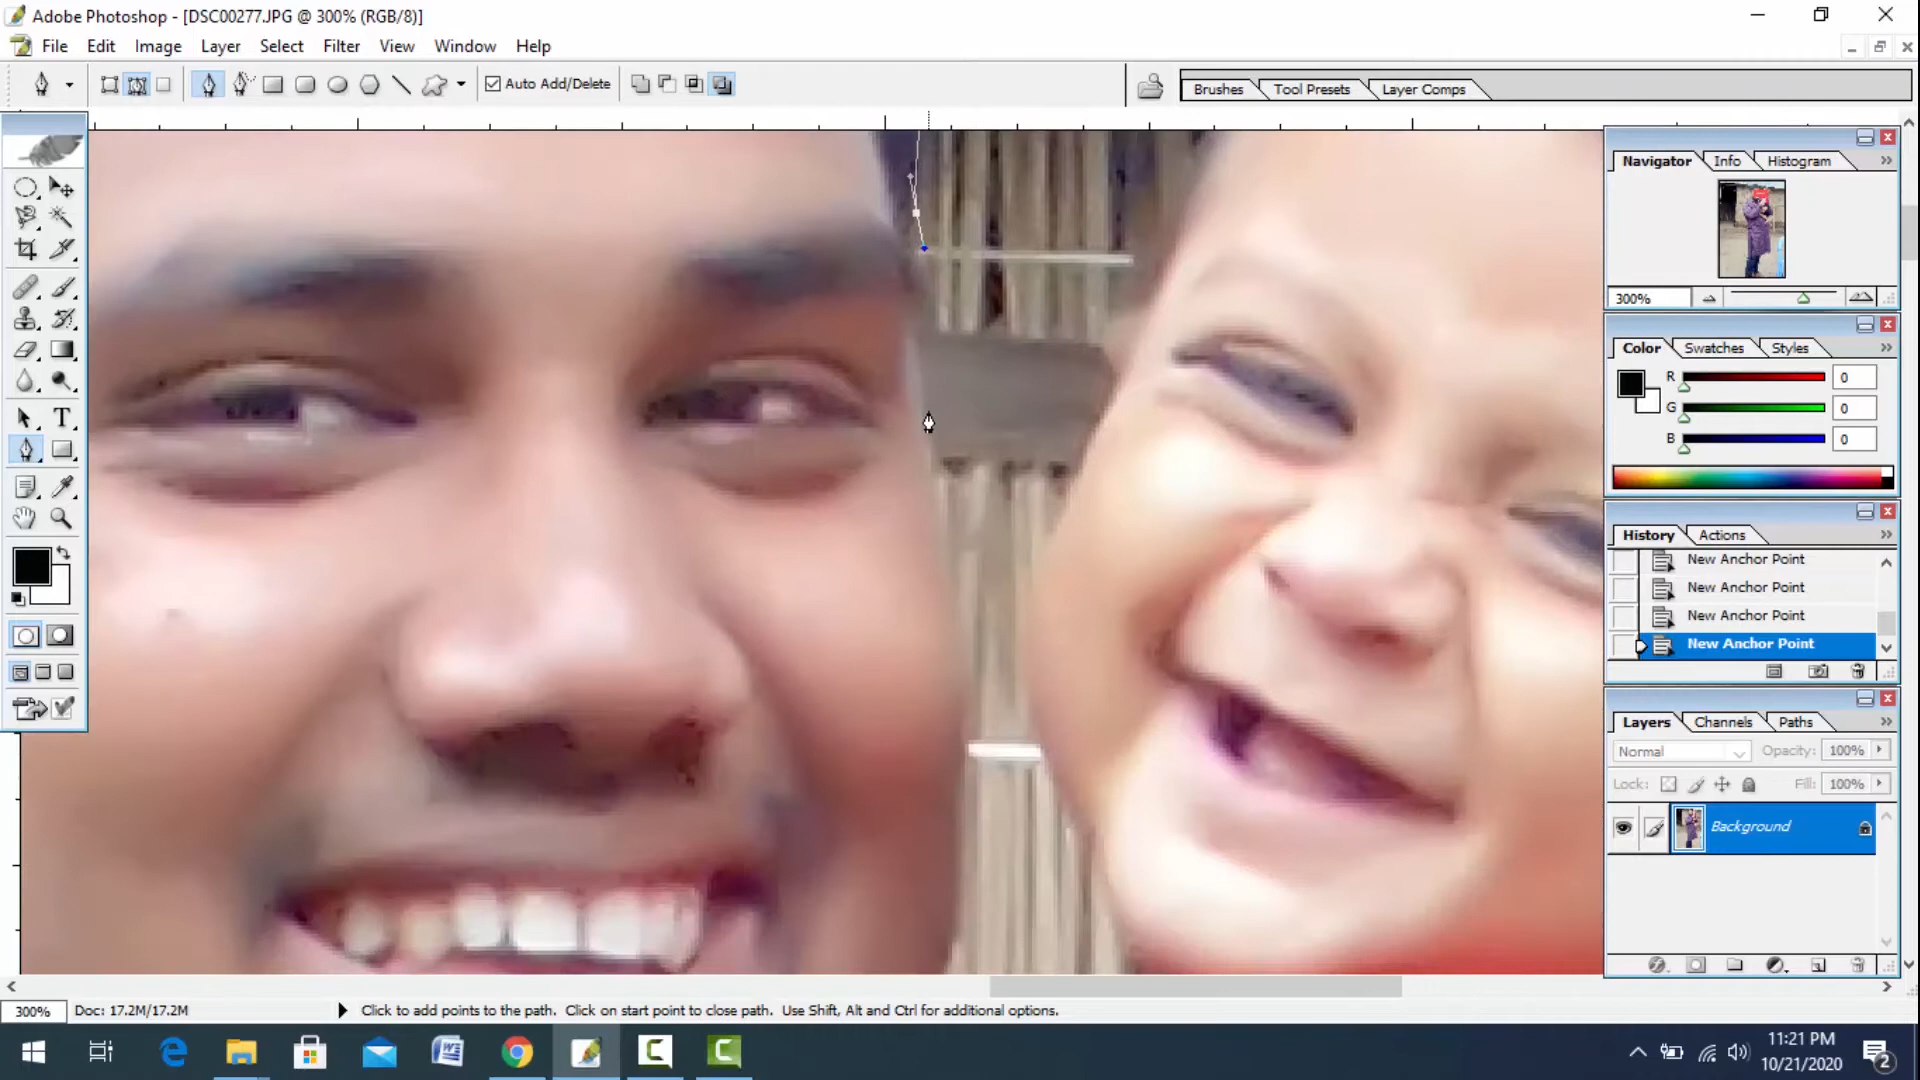 Adobe Photoshop - [DSC00277.JPG @ 300% (RGB/8)]
File Edit Image Layer Select Filter View Window Help
Auto Add/Delete
Brushes Tool Presets Layer Comps
Navigator Info Histogram
300%
Color Swatches Styles
R 0
G 0
B 0
History Actions
New Anchor Point
New Anchor Point
New Anchor Point
New Anchor Point
Layers Channels Paths
Normal Opacity: 100%
Lock: Fill: 100%
Background
T
300% Doc: 17.2M/17.2M Click to add points to the path. Click on start point to close path. Use Shift, Alt and Ctrl for additional options.
11:21 PM
10/21/2020
2